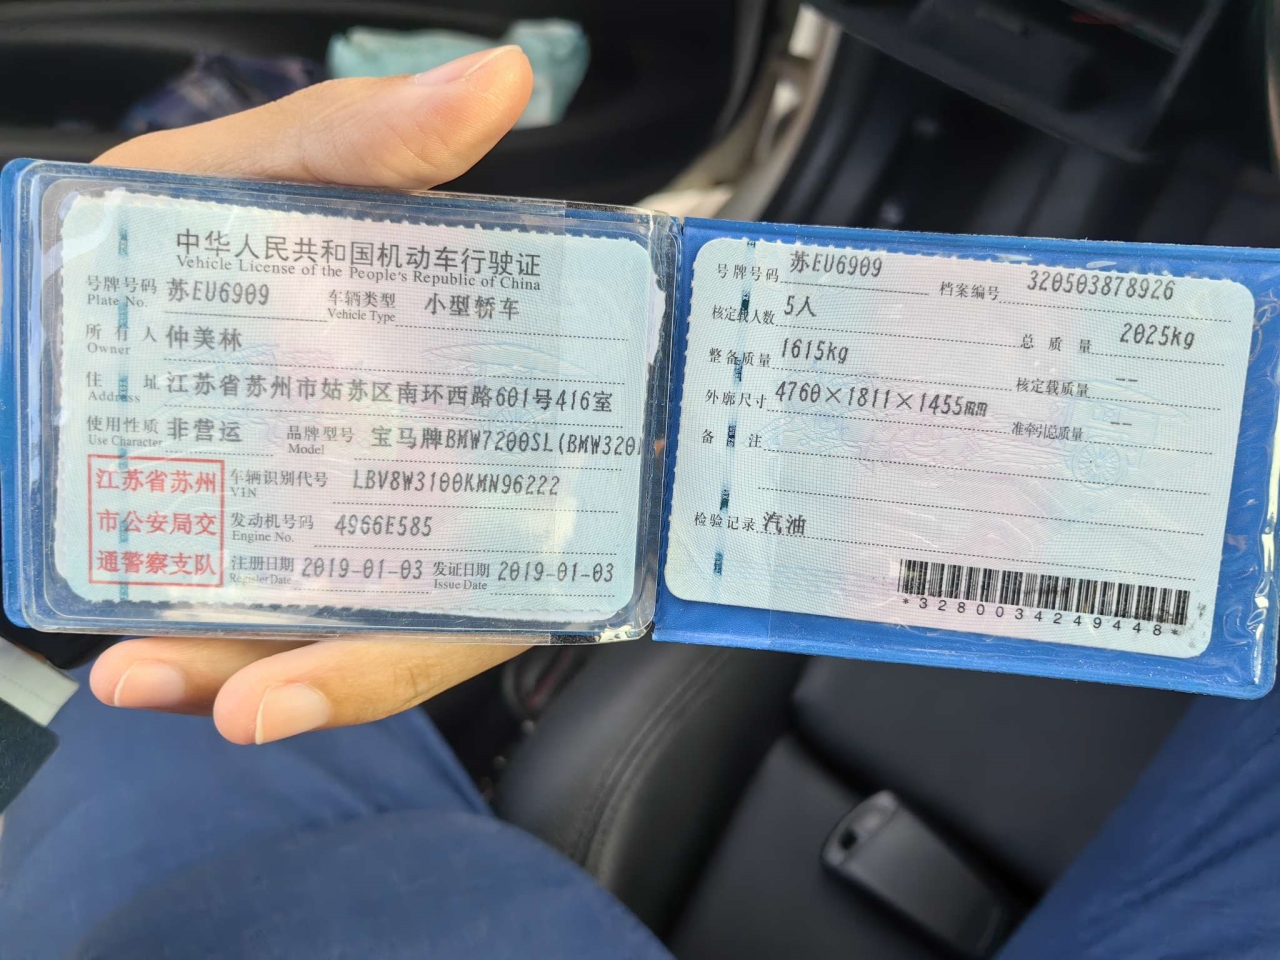 中华人民共和国机动车行驶证
Vehicle License of the People's Republic of China
号牌号码 苏EU6909 车辆类型 小型轿车
Plate No. Vehicle Type
所有人 仲美林
Owner
住址 江苏省苏州市姑苏区南环西路601号416室
Address
使用性质 非营运 品牌型号 宝马牌BMW7200SL(BMW320
Use Character Model
江苏省苏州
市公安局交
通警察支队
车辆识别代号 LBV8W3100KMN96222
VIN
发动机号码 4966E585
Engine No.
注册日期 2019-01-03 发证日期 2019-01-03
Register Date Issue Date
号牌号码 苏EU6909 档案编号 320503878926
核定载人数 5人 总质量 2025kg
整备质量 1615kg 核定载质量 --
外廓尺寸 4760×1811×1455mm 准牵引总质量 --
备注
检验记录 汽油
*3280034249448*